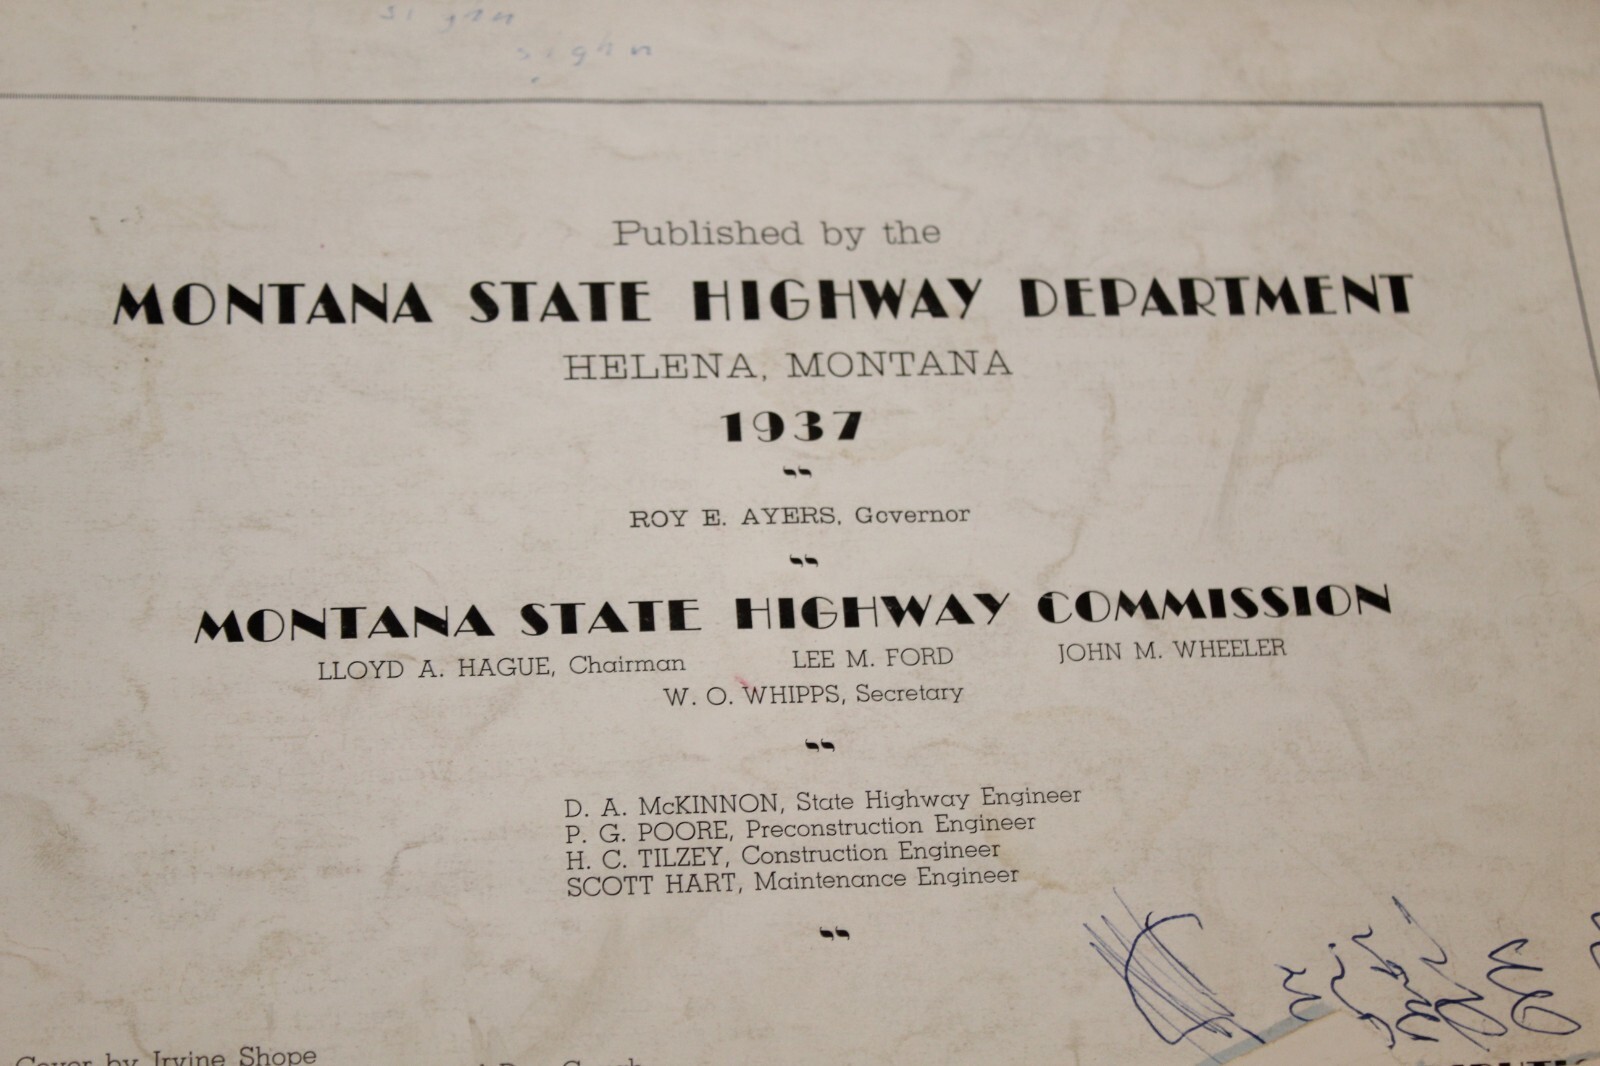 sign
sign
Published by the
MONTANA STATE HIGHWAY DEPARTMENT
HELENA, MONTANA
1937
ROY E. AYERS, Governor
MONTANA STATE HIGHWAY COMMISSION
LLOYD A. HAGUE, Chairman LEE M. FORD JOHN M. WHEELER
W. O. WHIPPS, Secretary
D. A. McKINNON, State Highway Engineer
P. G. POORE, Preconstruction Engineer
H. C. TILZEY, Construction Engineer
SCOTT HART, Maintenance Engineer
Cover by Irvine Shope